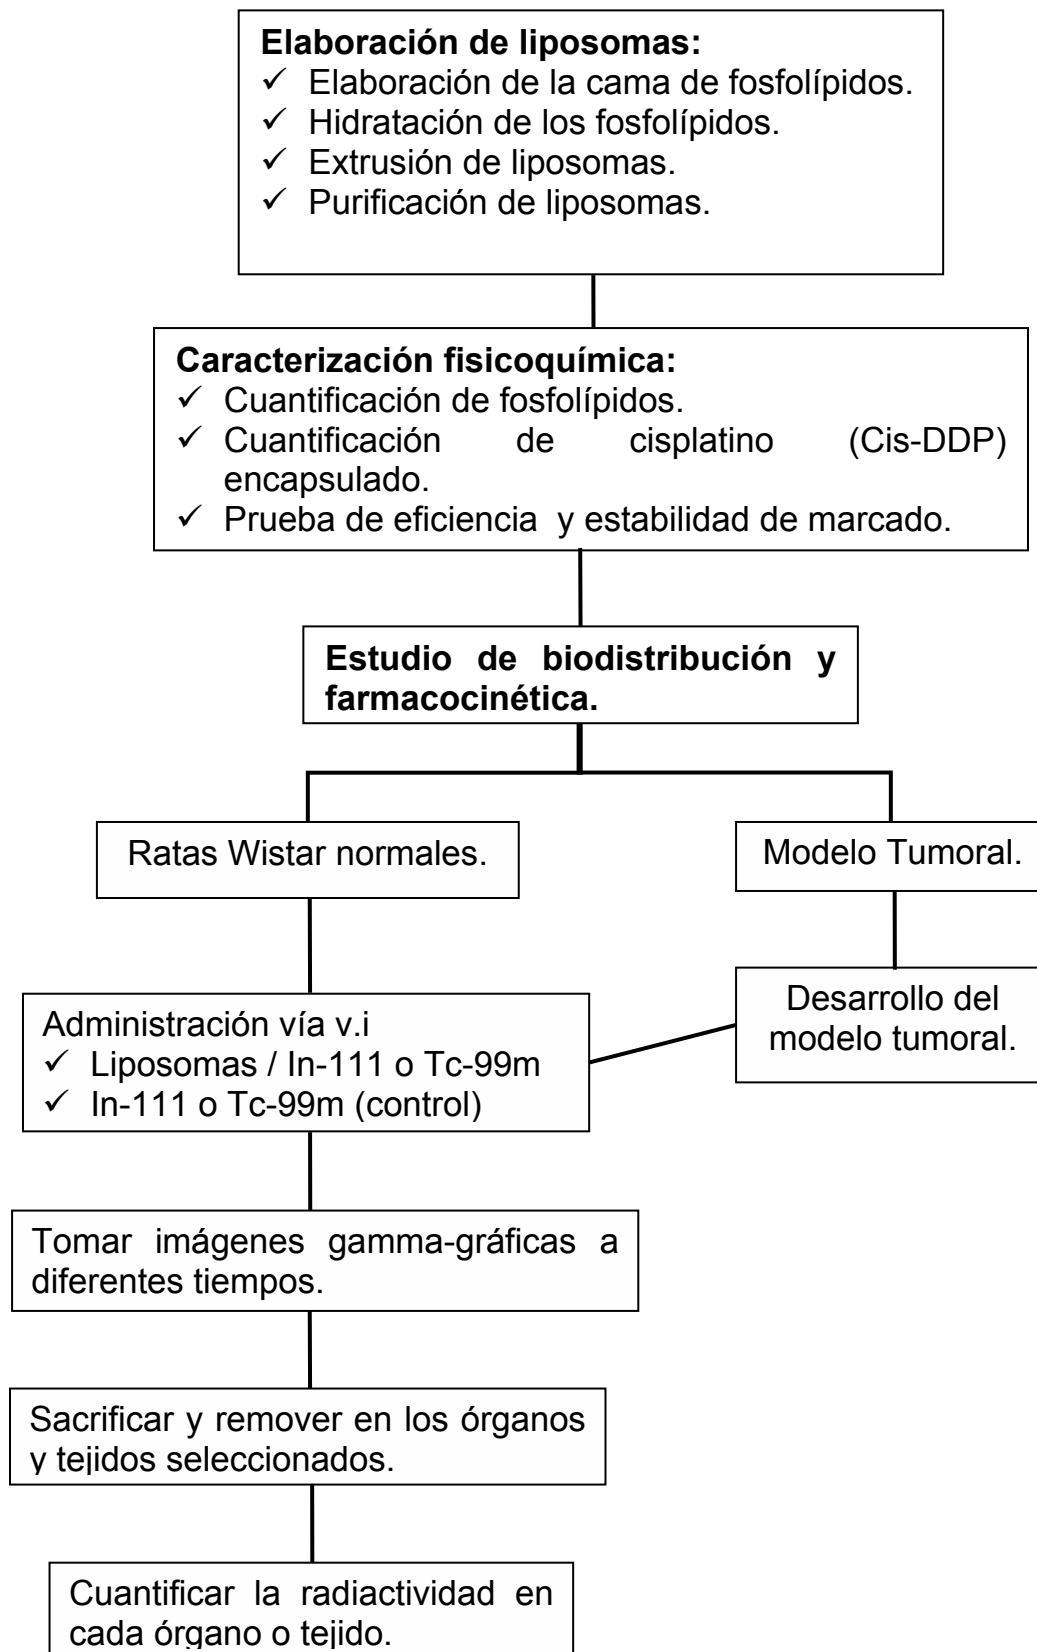 Elaboración de liposomas:
✓ Elaboración de la cama de fosfolípidos.
✓ Hidratación de los fosfolípidos.
✓ Extrusión de liposomas.
✓ Purificación de liposomas.
Caracterización fisicoquímica:
✓ Cuantificación de fosfolípidos.
✓ Cuantificación de cisplatino (Cis-DDP)
encapsulado.
✓ Prueba de eficiencia y estabilidad de marcado.
Estudio de biodistribución y
farmacocinética.
Ratas Wistar normales.
Modelo Tumoral.
Desarrollo del
modelo tumoral.
Administración vía v.i
✓ Liposomas / In-111 o Tc-99m
✓ In-111 o Tc-99m (control)
Tomar imágenes gamma-gráficas a
diferentes tiempos.
Sacrificar y remover en los órganos
y tejidos seleccionados.
Cuantificar la radiactividad en
cada órgano o tejido.